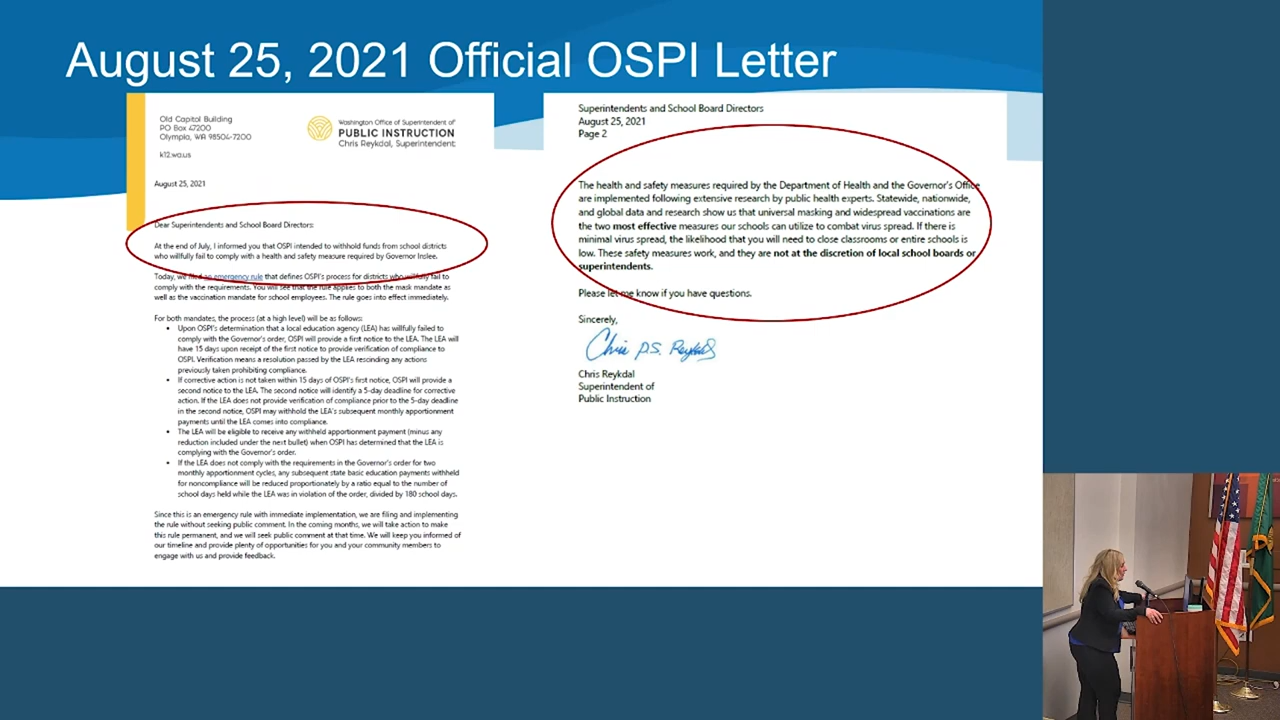 August 25, 2021 Official OSPI Letter
Old Capitol Building
PO Box 47200
Olympia, WA 98504-7200
k12.wa.us
Washington Office of Superintendent of
PUBLIC INSTRUCTION
Chris Reykdal, Superintendent
August 25, 2021
Dear Superintendents and School Board Directors:
At the end of July, I informed you that OSPI intended to withhold funds from school districts
who willfully fail to comply with a health and safety measure required by Governor Inslee.
Today, we filed an emergency rule that defines OSPI's process for districts who willfully fail to
comply with the requirements. You will see that the rule applies to both the mask mandate as
well as the vaccination mandate for school employees. The rule goes into effect immediately.
For both mandates, the process (at a high level) will be as follows:
• Upon OSPI's determination that a local education agency (LEA) has willfully failed to
comply with the Governor's order, OSPI will provide a first notice to the LEA. The LEA will
have 15 days upon receipt of the first notice to provide verification of compliance to
OSPI. Verification means a resolution passed by the LEA rescinding any actions
previously taken prohibiting compliance.
• If corrective action is not taken within 15 days of OSPI's first notice, OSPI will provide a
second notice to the LEA. The second notice will identify a 5-day deadline for corrective
action. If the LEA does not provide verification of compliance prior to the 5-day deadline
in the second notice, OSPI may withhold the LEA's subsequent monthly apportionment
payments until the LEA comes into compliance.
• The LEA will be eligible to receive any withheld apportionment payment (minus any
reduction included under the next bullet) when OSPI has determined that the LEA is
complying with the Governor's order.
• If the LEA does not comply with the requirements in the Governor's order for two
monthly apportionment cycles, any subsequent state basic education payments withheld
for noncompliance will be reduced proportionately by a ratio equal to the number of
school days held while the LEA was in violation of the order, divided by 180 school days.
Since this is an emergency rule with immediate implementation, we are filing and implementing
the rule without seeking public comment. In the coming months, we will take action to make
this rule permanent, and we will seek public comment at that time. We will keep you informed of
our timeline and provide plenty of opportunities for you and your community members to
engage with us and provide feedback.
Superintendents and School Board Directors
August 25, 2021
Page 2
The health and safety measures required by the Department of Health and the Governor's Office
are implemented following extensive research by public health experts. Statewide, nationwide,
and global data and research show us that universal masking and widespread vaccinations are
the two most effective measures our schools can utilize to combat virus spread. If there is
minimal virus spread, the likelihood that you will need to close classrooms or entire schools is
low. These safety measures work, and they are not at the discretion of local school boards or
superintendents.
Please let me know if you have questions.
Sincerely,
Chris P.S. Reykdal
Chris Reykdal
Superintendent of
Public Instruction